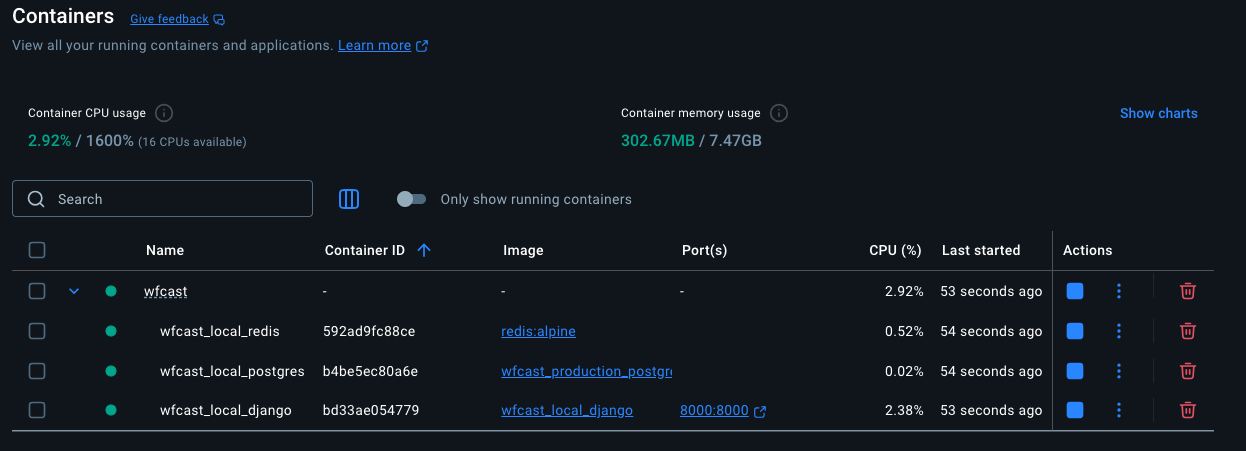 Containers Give feedback
View all your running containers and applications. Learn more
Container CPU usage
2.92% / 1600% (16 CPUs available)
Container memory usage
302.67MB / 7.47GB
Show charts
Search
Only show running containers
Name Container ID Image Port(s) CPU (%) Last started Actions
wfcast - - - 2.92% 53 seconds ago
wfcast_local_redis 592ad9fc88ce redis:alpine 0.52% 54 seconds ago
wfcast_local_postgres b4be5ec80a6e wfcast_production_postgr 0.02% 54 seconds ago
wfcast_local_django bd33ae054779 wfcast_local_django 8000:8000 2.38% 53 seconds ago